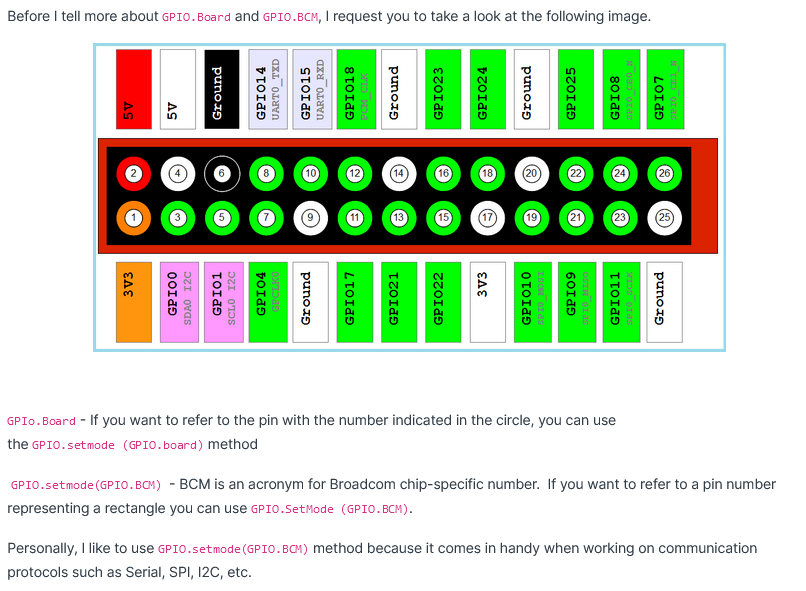 Before I tell more about GPIO.Board and GPIO.BCM, I request you to take a look at the following image.
5V
5V
Ground
GPIO14
UART0_TXD
GPIO15
UART0_RXD
GPIO18
PCM_CLK
Ground
GPIO23
GPIO24
Ground
GPIO25
GPIO8
SPI0_CE0_N
GPIO7
SPI0_CE1_N
2 4 6 8 10 12 14 16 18 20 22 24 26
1 3 5 7 9 11 13 15 17 19 21 23 25
3V3
GPIO0
SDA0 I2C
GPIO1
SCL0 I2C
GPIO4
GPCLK0
Ground
GPIO17
GPIO21
GPIO22
3V3
GPIO10
SPI0_MOSI
GPIO9
SPI0_MISO
GPIO11
SPI0_SCLK
Ground
GPIo.Board - If you want to refer to the pin with the number indicated in the circle, you can use
the GPIO.setmode (GPIO.board) method
GPIO.setmode(GPIO.BCM) - BCM is an acronym for Broadcom chip-specific number. If you want to refer to a pin number
representing a rectangle you can use GPIO.SetMode (GPIO.BCM).
Personally, I like to use GPIO.setmode(GPIO.BCM) method because it comes in handy when working on communication
protocols such as Serial, SPI, I2C, etc.